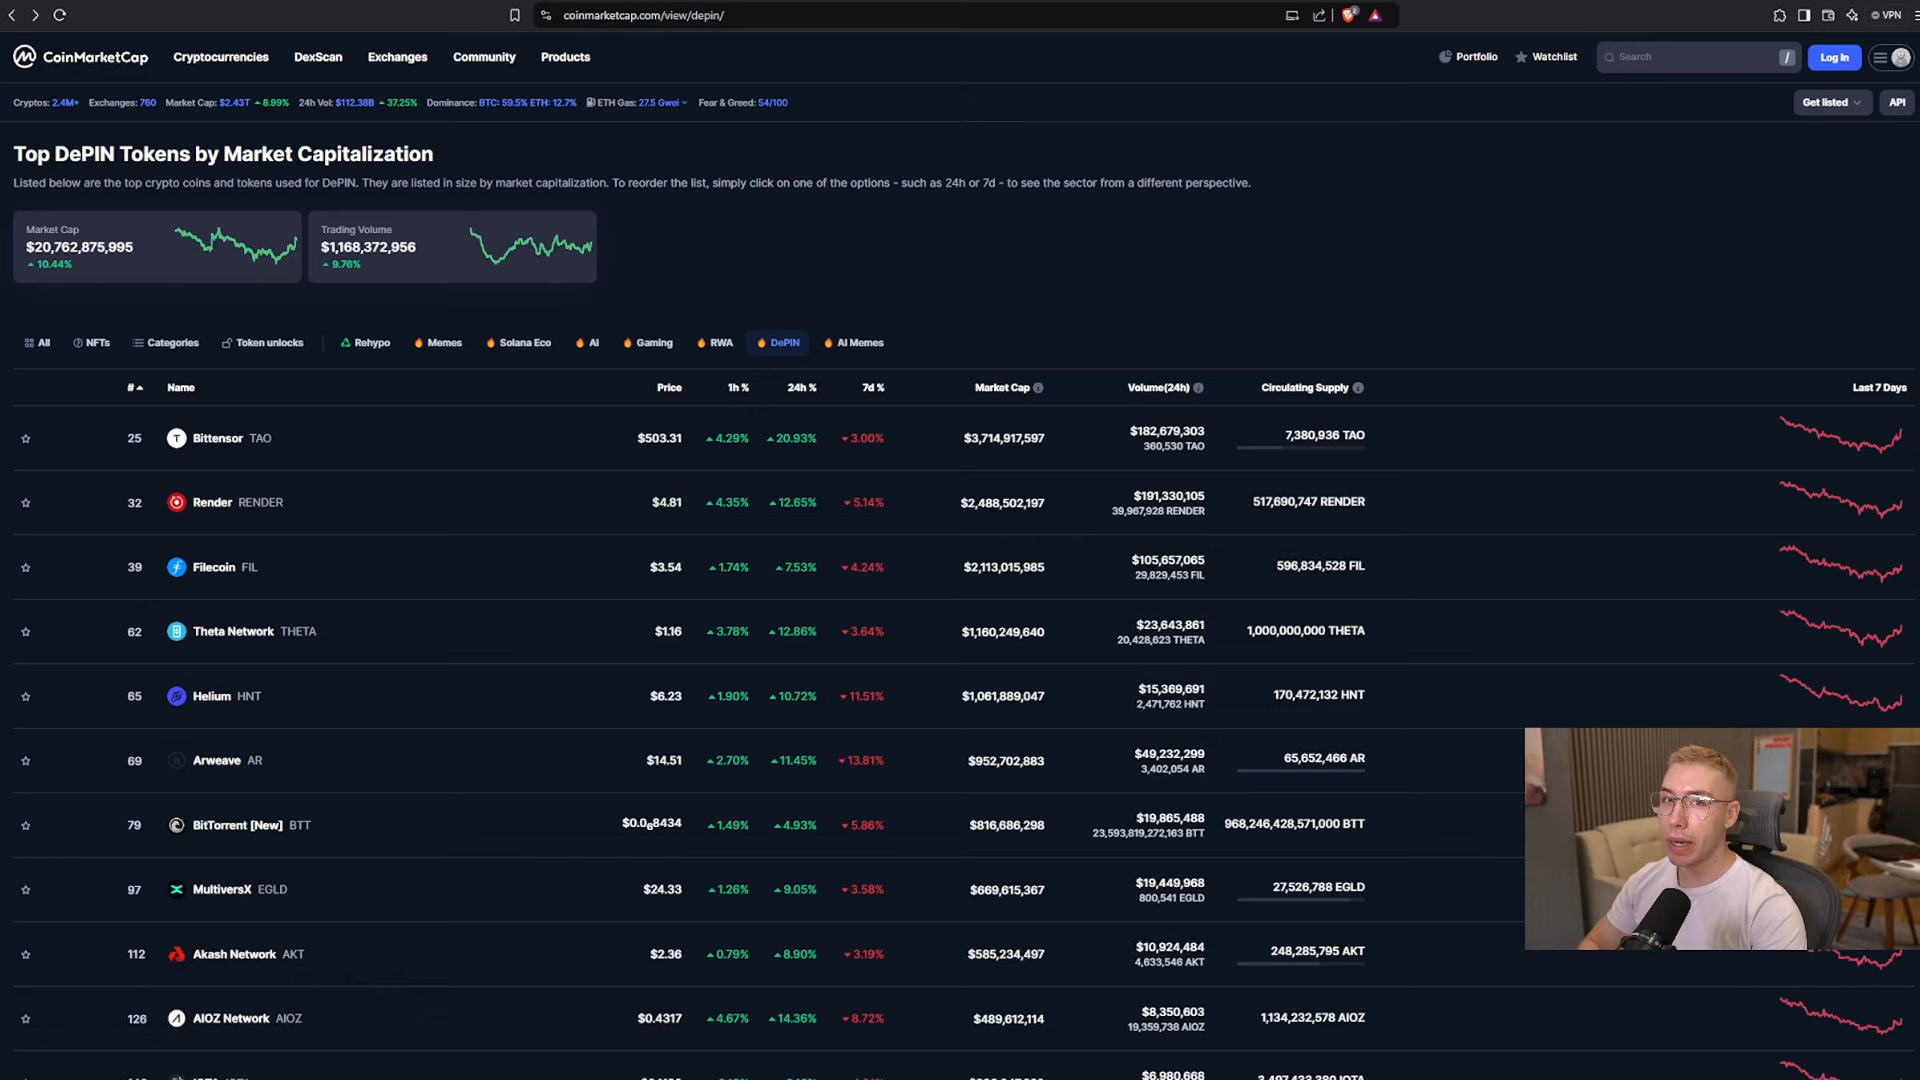 coinmarketcap.com/view/depin/
VPN
CoinMarketCap Cryptocurrencies DexScan Exchanges Community Products Portfolio Watchlist Search / Log In
Cryptos: 2.4M+ Exchanges: 760 Market Cap: $2.43T 8.99% 24h Vol: $112.38B 37.25% Dominance: BTC: 59.5% ETH: 12.7% ETH Gas: 27.5 Gwei Fear & Greed: 54/100 Get listed API
Top DePIN Tokens by Market Capitalization
Listed below are the top crypto coins and tokens used for DePIN. They are listed in size by market capitalization. To reorder the list, simply click on one of the options - such as 24h or 7d - to see the sector from a different perspective.
Market Cap
$20,762,875,995
10.44%
Trading Volume
$1,168,372,956
9.76%
All NFTs Categories Token unlocks Rehypo Memes Solana Eco AI Gaming RWA DePIN AI Memes
# Name Price 1h % 24h % 7d % Market Cap Volume(24h) Circulating Supply Last 7 Days
25 Bittensor TAO $503.31 4.29% 20.93% 3.00% $3,714,917,597 $182,679,303 7,380,936 TAO
360,530 TAO
32 Render RENDER $4.81 4.35% 12.65% 5.14% $2,488,502,197 $191,330,105 517,690,747 RENDER
39,967,928 RENDER
39 Filecoin FIL $3.54 1.74% 7.53% 4.24% $2,113,015,985 $105,657,065 596,834,528 FIL
29,829,453 FIL
62 Theta Network THETA $1.16 3.78% 12.86% 3.64% $1,160,249,640 $23,643,861 1,000,000,000 THETA
20,428,623 THETA
65 Helium HNT $6.23 1.90% 10.72% 11.51% $1,061,889,047 $15,369,691 170,472,132 HNT
2,471,762 HNT
69 Arweave AR $14.51 2.70% 11.45% 13.81% $952,702,883 $49,232,299 65,652,466 AR
3,402,054 AR
79 BitTorrent [New] BTT $0.0₆8434 1.49% 4.93% 5.86% $816,686,298 $19,865,488 968,246,428,571,000 BTT
23,593,819,272,163 BTT
97 MultiversX EGLD $24.33 1.26% 9.05% 3.58% $669,615,367 $19,449,968 27,526,788 EGLD
800,541 EGLD
112 Akash Network AKT $2.36 0.79% 8.90% 3.19% $585,234,497 $10,924,484 248,285,795 AKT
4,633,546 AKT
126 AIOZ Network AIOZ $0.4317 4.67% 14.36% 8.72% $489,612,114 $8,350,603 1,134,232,578 AIOZ
19,359,738 AIOZ
$6,980,668